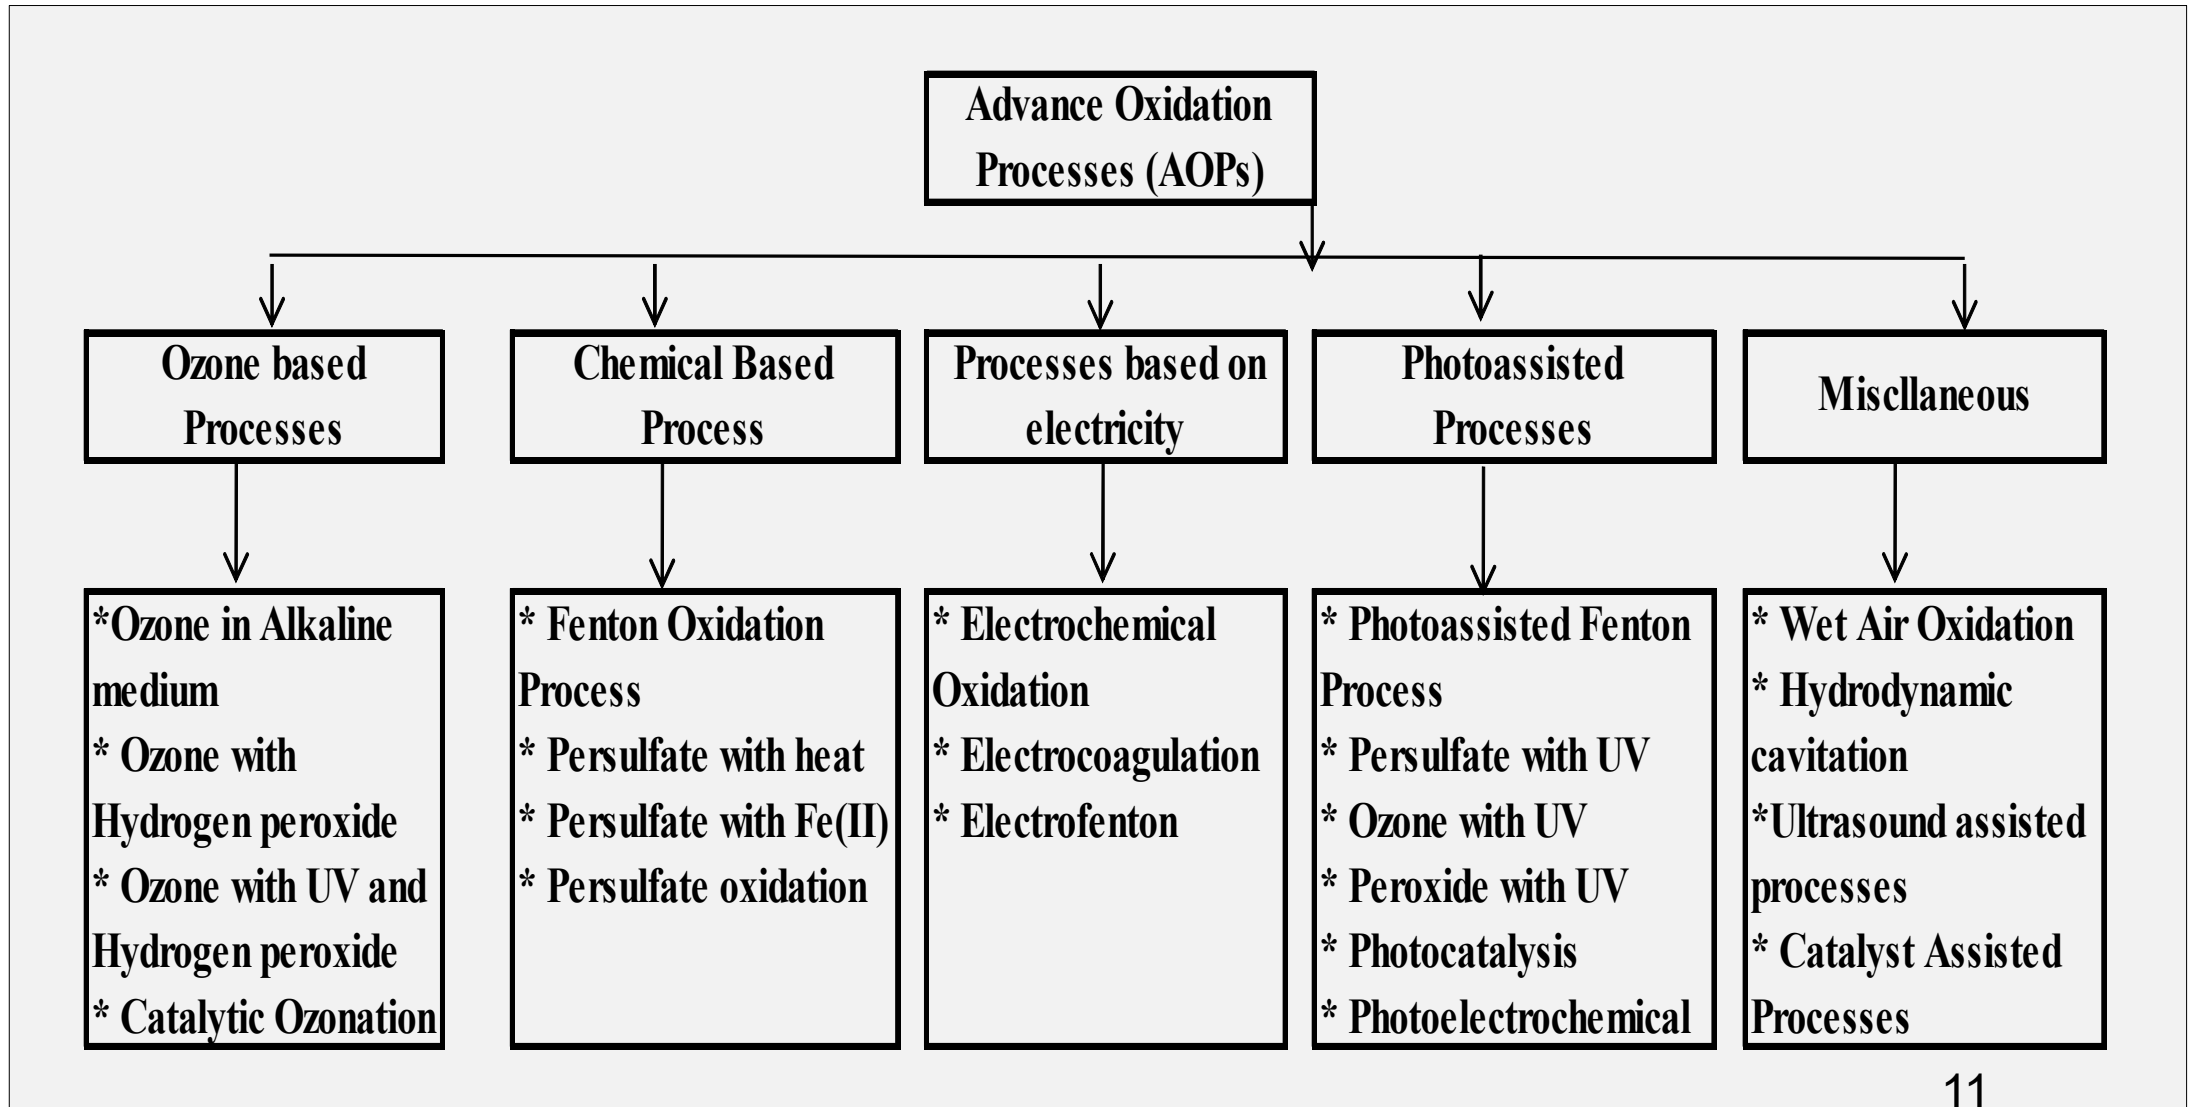 Advance Oxidation
Processes (AOPs)
Ozone based
Processes
Chemical Based
Process
Processes based on
electricity
Photoassisted
Processes
Miscllaneous
*Ozone in Alkaline
medium
* Ozone with
Hydrogen peroxide
* Ozone with UV and
Hydrogen peroxide
* Catalytic Ozonation
* Fenton Oxidation
Process
* Persulfate with heat
* Persulfate with Fe(II)
* Persulfate oxidation
* Electrochemical
Oxidation
* Electrocoagulation
* Electrofenton
* Photoassisted Fenton
Process
* Persulfate with UV
* Ozone with UV
* Peroxide with UV
* Photocatalysis
* Photoelectrochemical
* Wet Air Oxidation
* Hydrodynamic
cavitation
*Ultrasound assisted
processes
* Catalyst Assisted
Processes
11